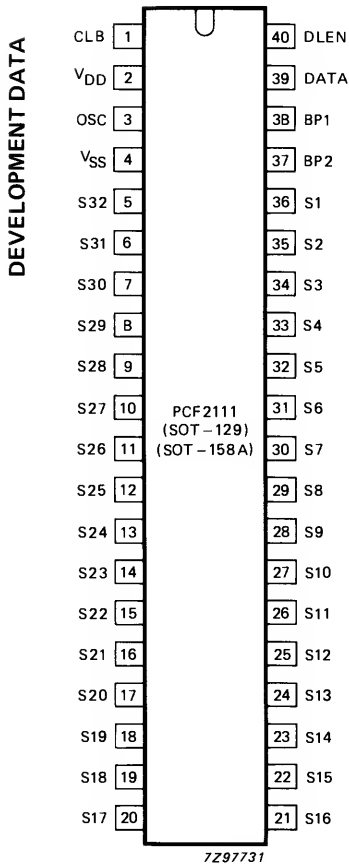 DEVELOPMENT DATA
CLB 1 40 DLEN
VDD 2 39 DATA
OSC 3 3B BP1
VSS 4 37 BP2
S32 5 36 S1
S31 6 35 S2
S30 7 34 S3
S29 B 33 S4
S28 9 32 S5
S27 10 31 S6
PCF2111
(SOT–129)
(SOT–158A)
S26 11 30 S7
S25 12 29 S8
S24 13 28 S9
S23 14 27 S10
S22 15 26 S11
S21 16 25 S12
S20 17 24 S13
S19 18 23 S14
S18 19 22 S15
S17 20 21 S16
7Z97731